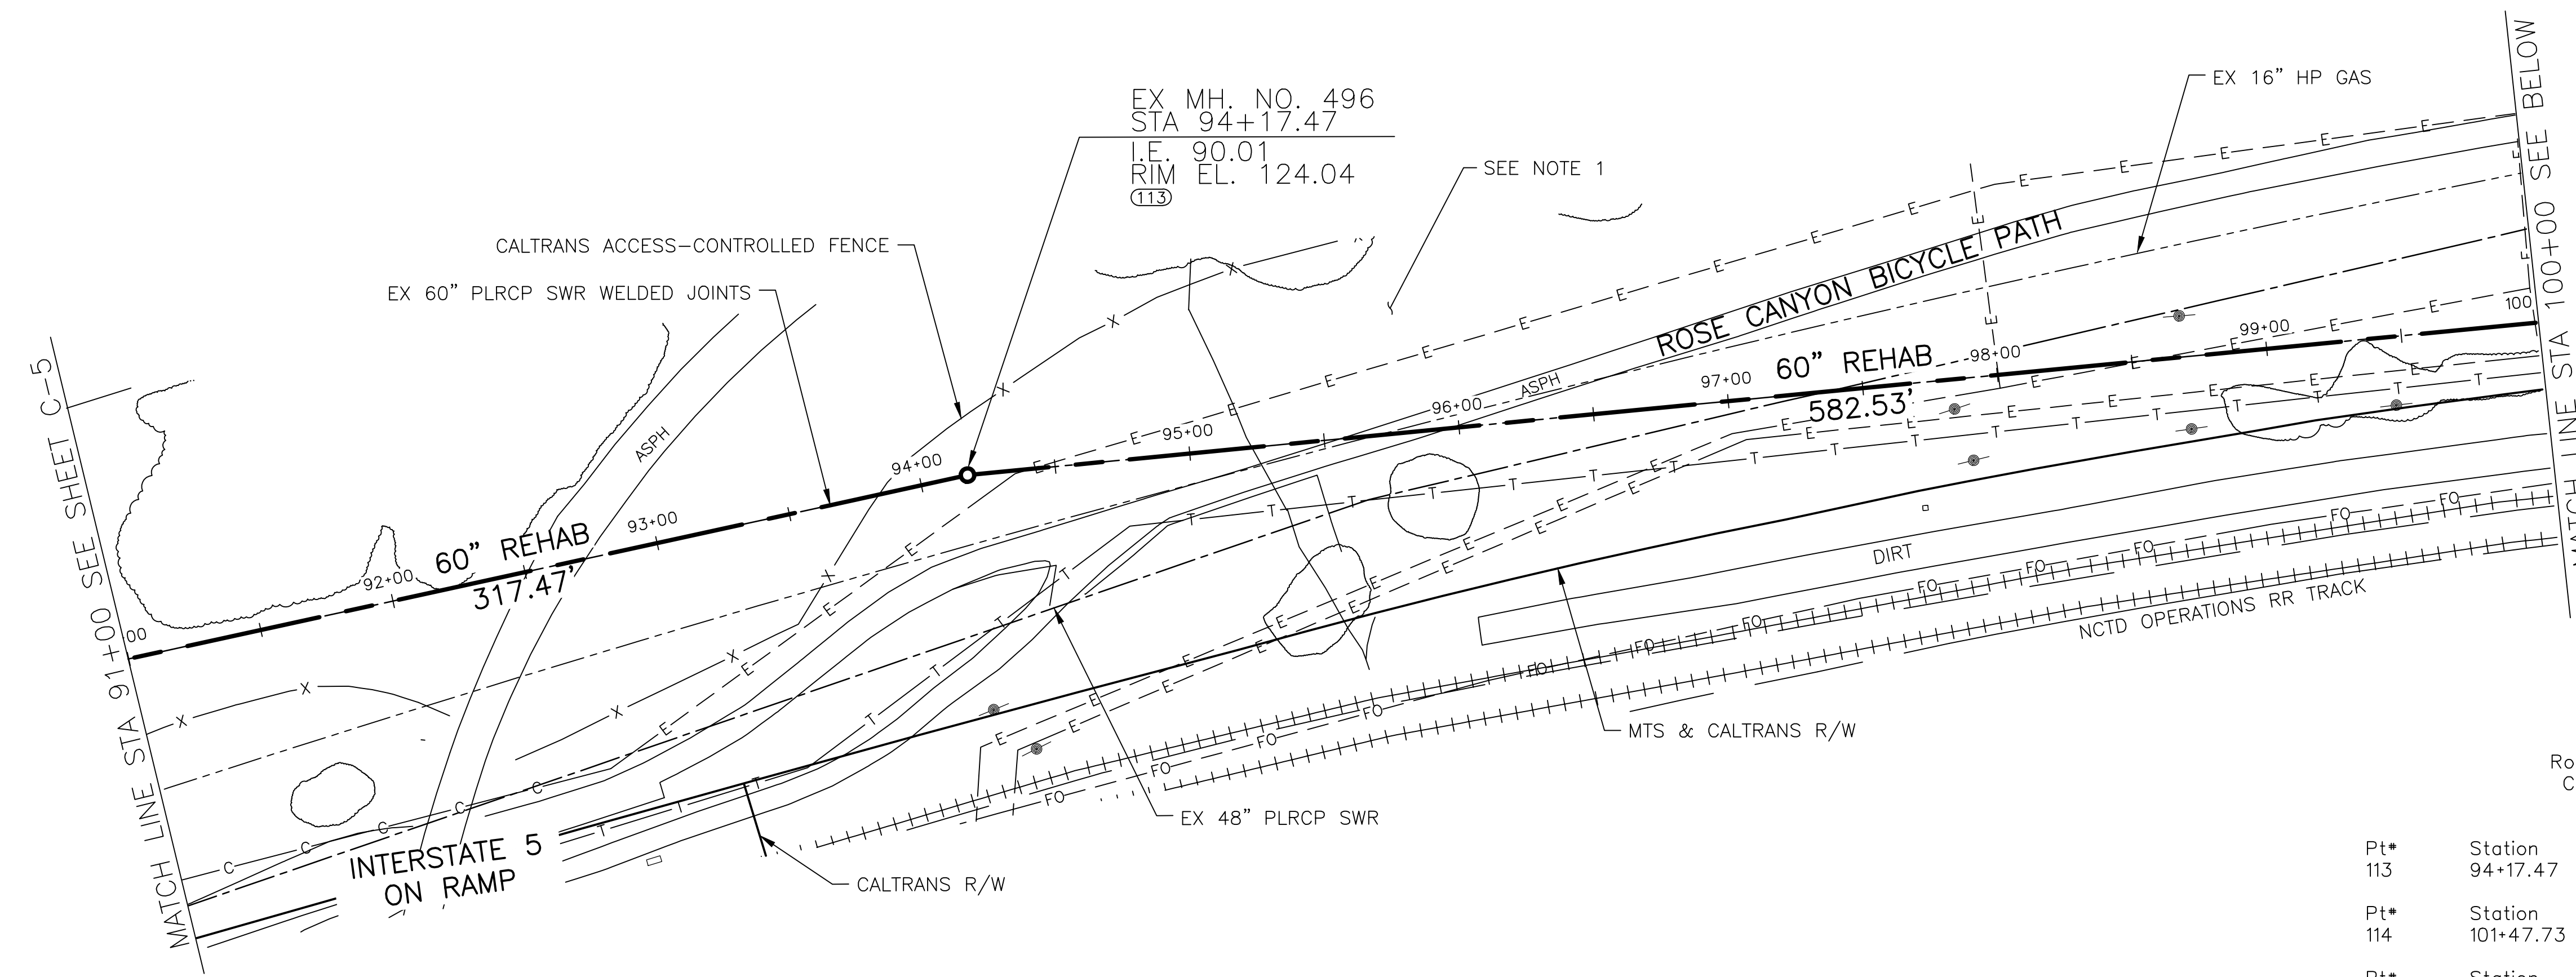 EX MH. NO. 496
STA 94+17.47
I.E. 90.01
RIM EL. 124.04
113
EX 16” HP GAS
SEE NOTE 1
CALTRANS ACCESS-CONTROLLED FENCE
EX 60” PLRCP SWR WELDED JOINTS
MATCH LINE STA 91+00 SEE SHEET C-5
MATCH LINE STA 100+00 SEE BELOW
ROSE CANYON BICYCLE PATH
ASPH
ASPH
00
92+00
93+00
94+00
95+00
96+00
97+00
98+00
99+00
100
60” REHAB
317.47’
60” REHAB
582.53’
DIRT
NCTD OPERATIONS RR TRACK
MTS & CALTRANS R/W
EX 48” PLRCP SWR
CALTRANS R/W
INTERSTATE 5
ON RAMP
Ro
C
Pt# Station
113 94+17.47
Pt# Station
114 101+47.73